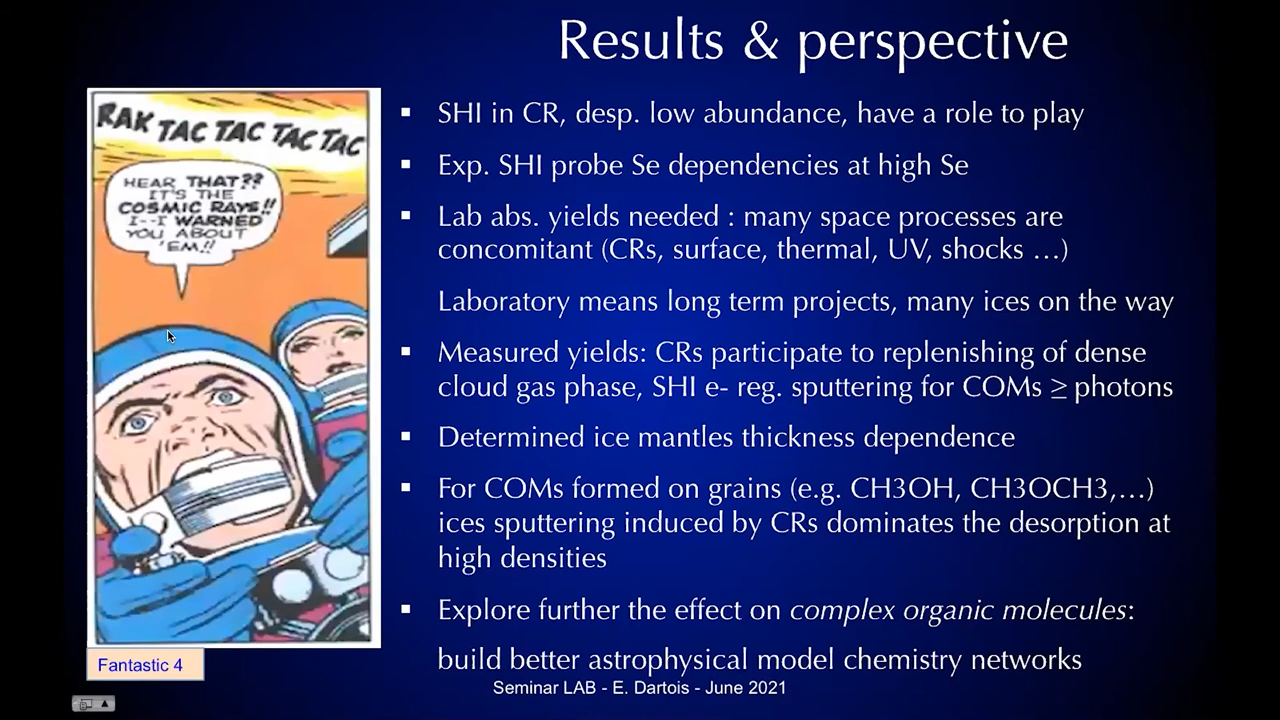 Results & perspective
RAK TAC TAC TAC TAC
HEAR THAT??
IT'S THE
COSMIC RAYS!!
I--I WARNED
YOU ABOUT
'EM!!
Fantastic 4
▪ SHI in CR, desp. low abundance, have a role to play
▪ Exp. SHI probe Se dependencies at high Se
▪ Lab abs. yields needed : many space processes are
concomitant (CRs, surface, thermal, UV, shocks …)
Laboratory means long term projects, many ices on the way
▪ Measured yields: CRs participate to replenishing of dense
cloud gas phase, SHI e- reg. sputtering for COMs ≥ photons
▪ Determined ice mantles thickness dependence
▪ For COMs formed on grains (e.g. CH3OH, CH3OCH3,…)
ices sputtering induced by CRs dominates the desorption at
high densities
▪ Explore further the effect on complex organic molecules:
build better astrophysical model chemistry networks
Seminar LAB - E. Dartois - June 2021